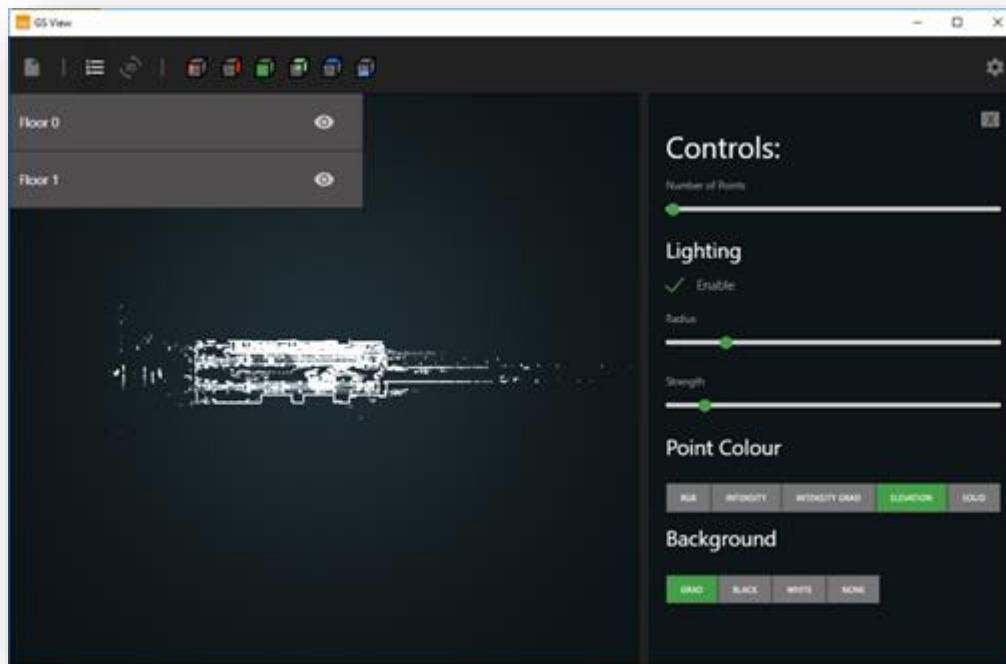 GS View
Floor 0
Floor 1
Controls:
Number of Points
Lighting
Enable
Radius
Strength
Point Colour
RGB INTENSITY INTENSITY GRAD ELEVATION SOLID
Background
GRAD BLACK WHITE NONE